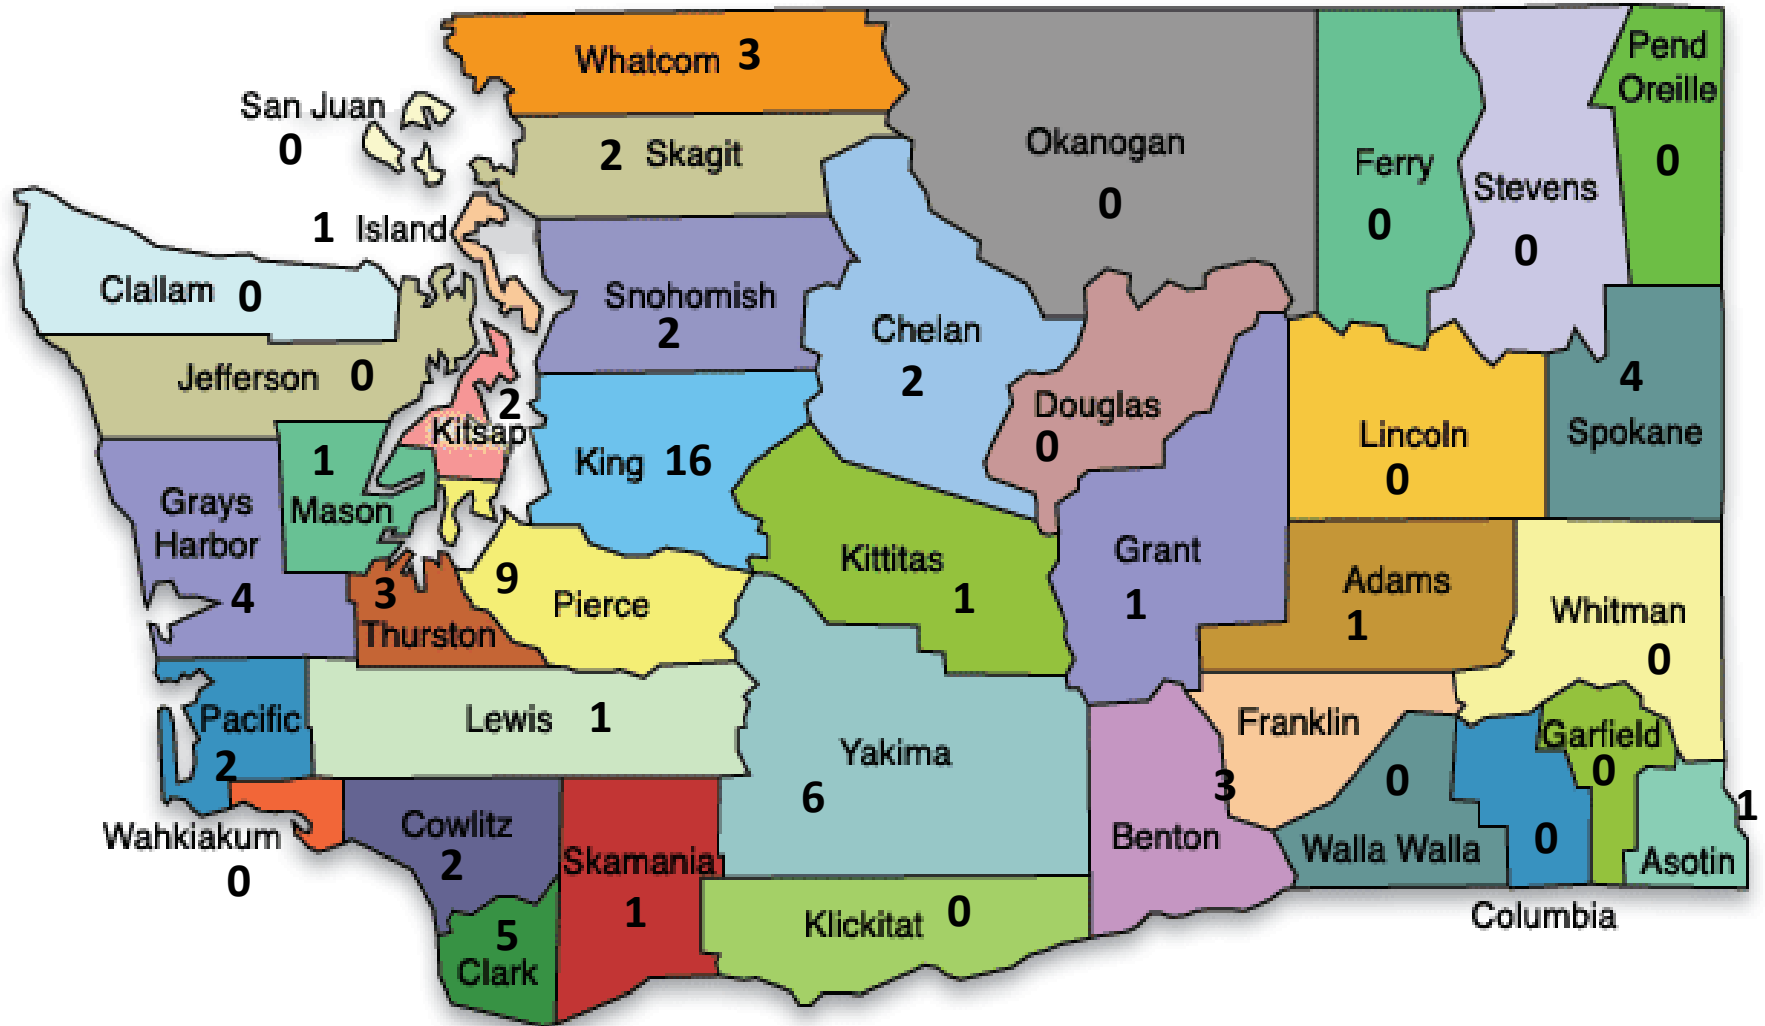 Whatcom 3
San Juan
0
2 Skagit
1 Island
Clallam 0
Jefferson 0
Snohomish
2
Chelan
2
Okanogan
0
Ferry
0
Stevens
0
Pend
Oreille
0
Douglas
0
Lincoln
0
4
Spokane
2
Kitsap
King 16
1
Mason
Grays
Harbor
4
3
Thurston
9
Pierce
Kittitas
1
Grant
1
Adams
1
Whitman
0
Pacific
2
Lewis 1
Yakima
6
Franklin
3
Benton
0
Walla Walla
0
Columbia
Garfield
0
1
Asotin
Wahkiakum
0
Cowlitz
2
Skamania
1
5
Clark
Klickitat 0